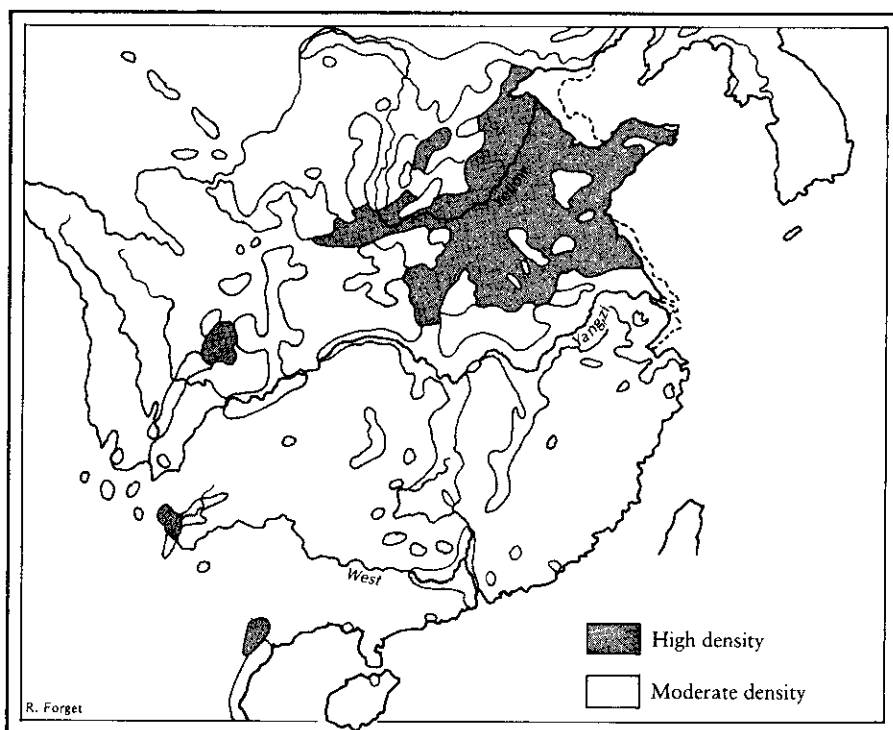 Yellow
Yangzi
West
High density
Moderate density
R. Forget